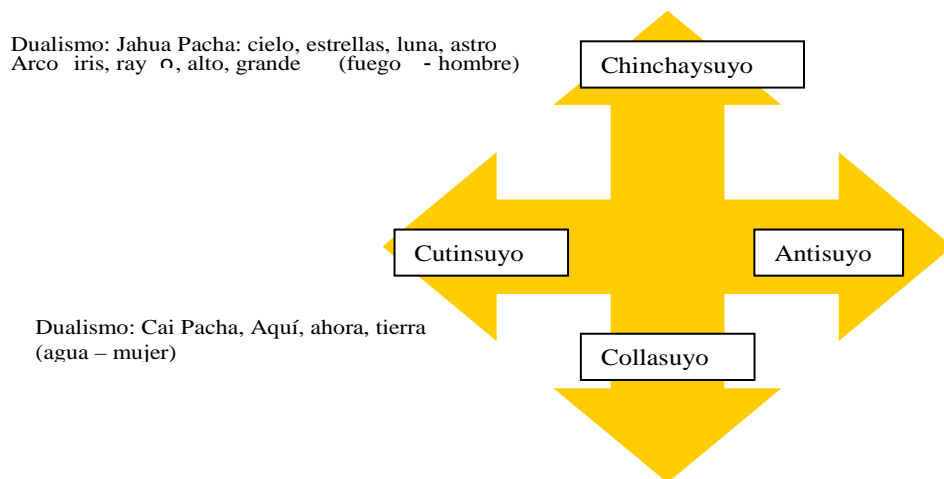 Dualismo: Jahua Pacha: cielo, estrellas, luna, astro
Arco iris, rayo, alto, grande (fuego - hombre)
Chinchaysuyo
Cutinsuyo
Antisuyo
Dualismo: Cai Pacha, Aquí, ahora, tierra
(agua – mujer)
Collasuyo